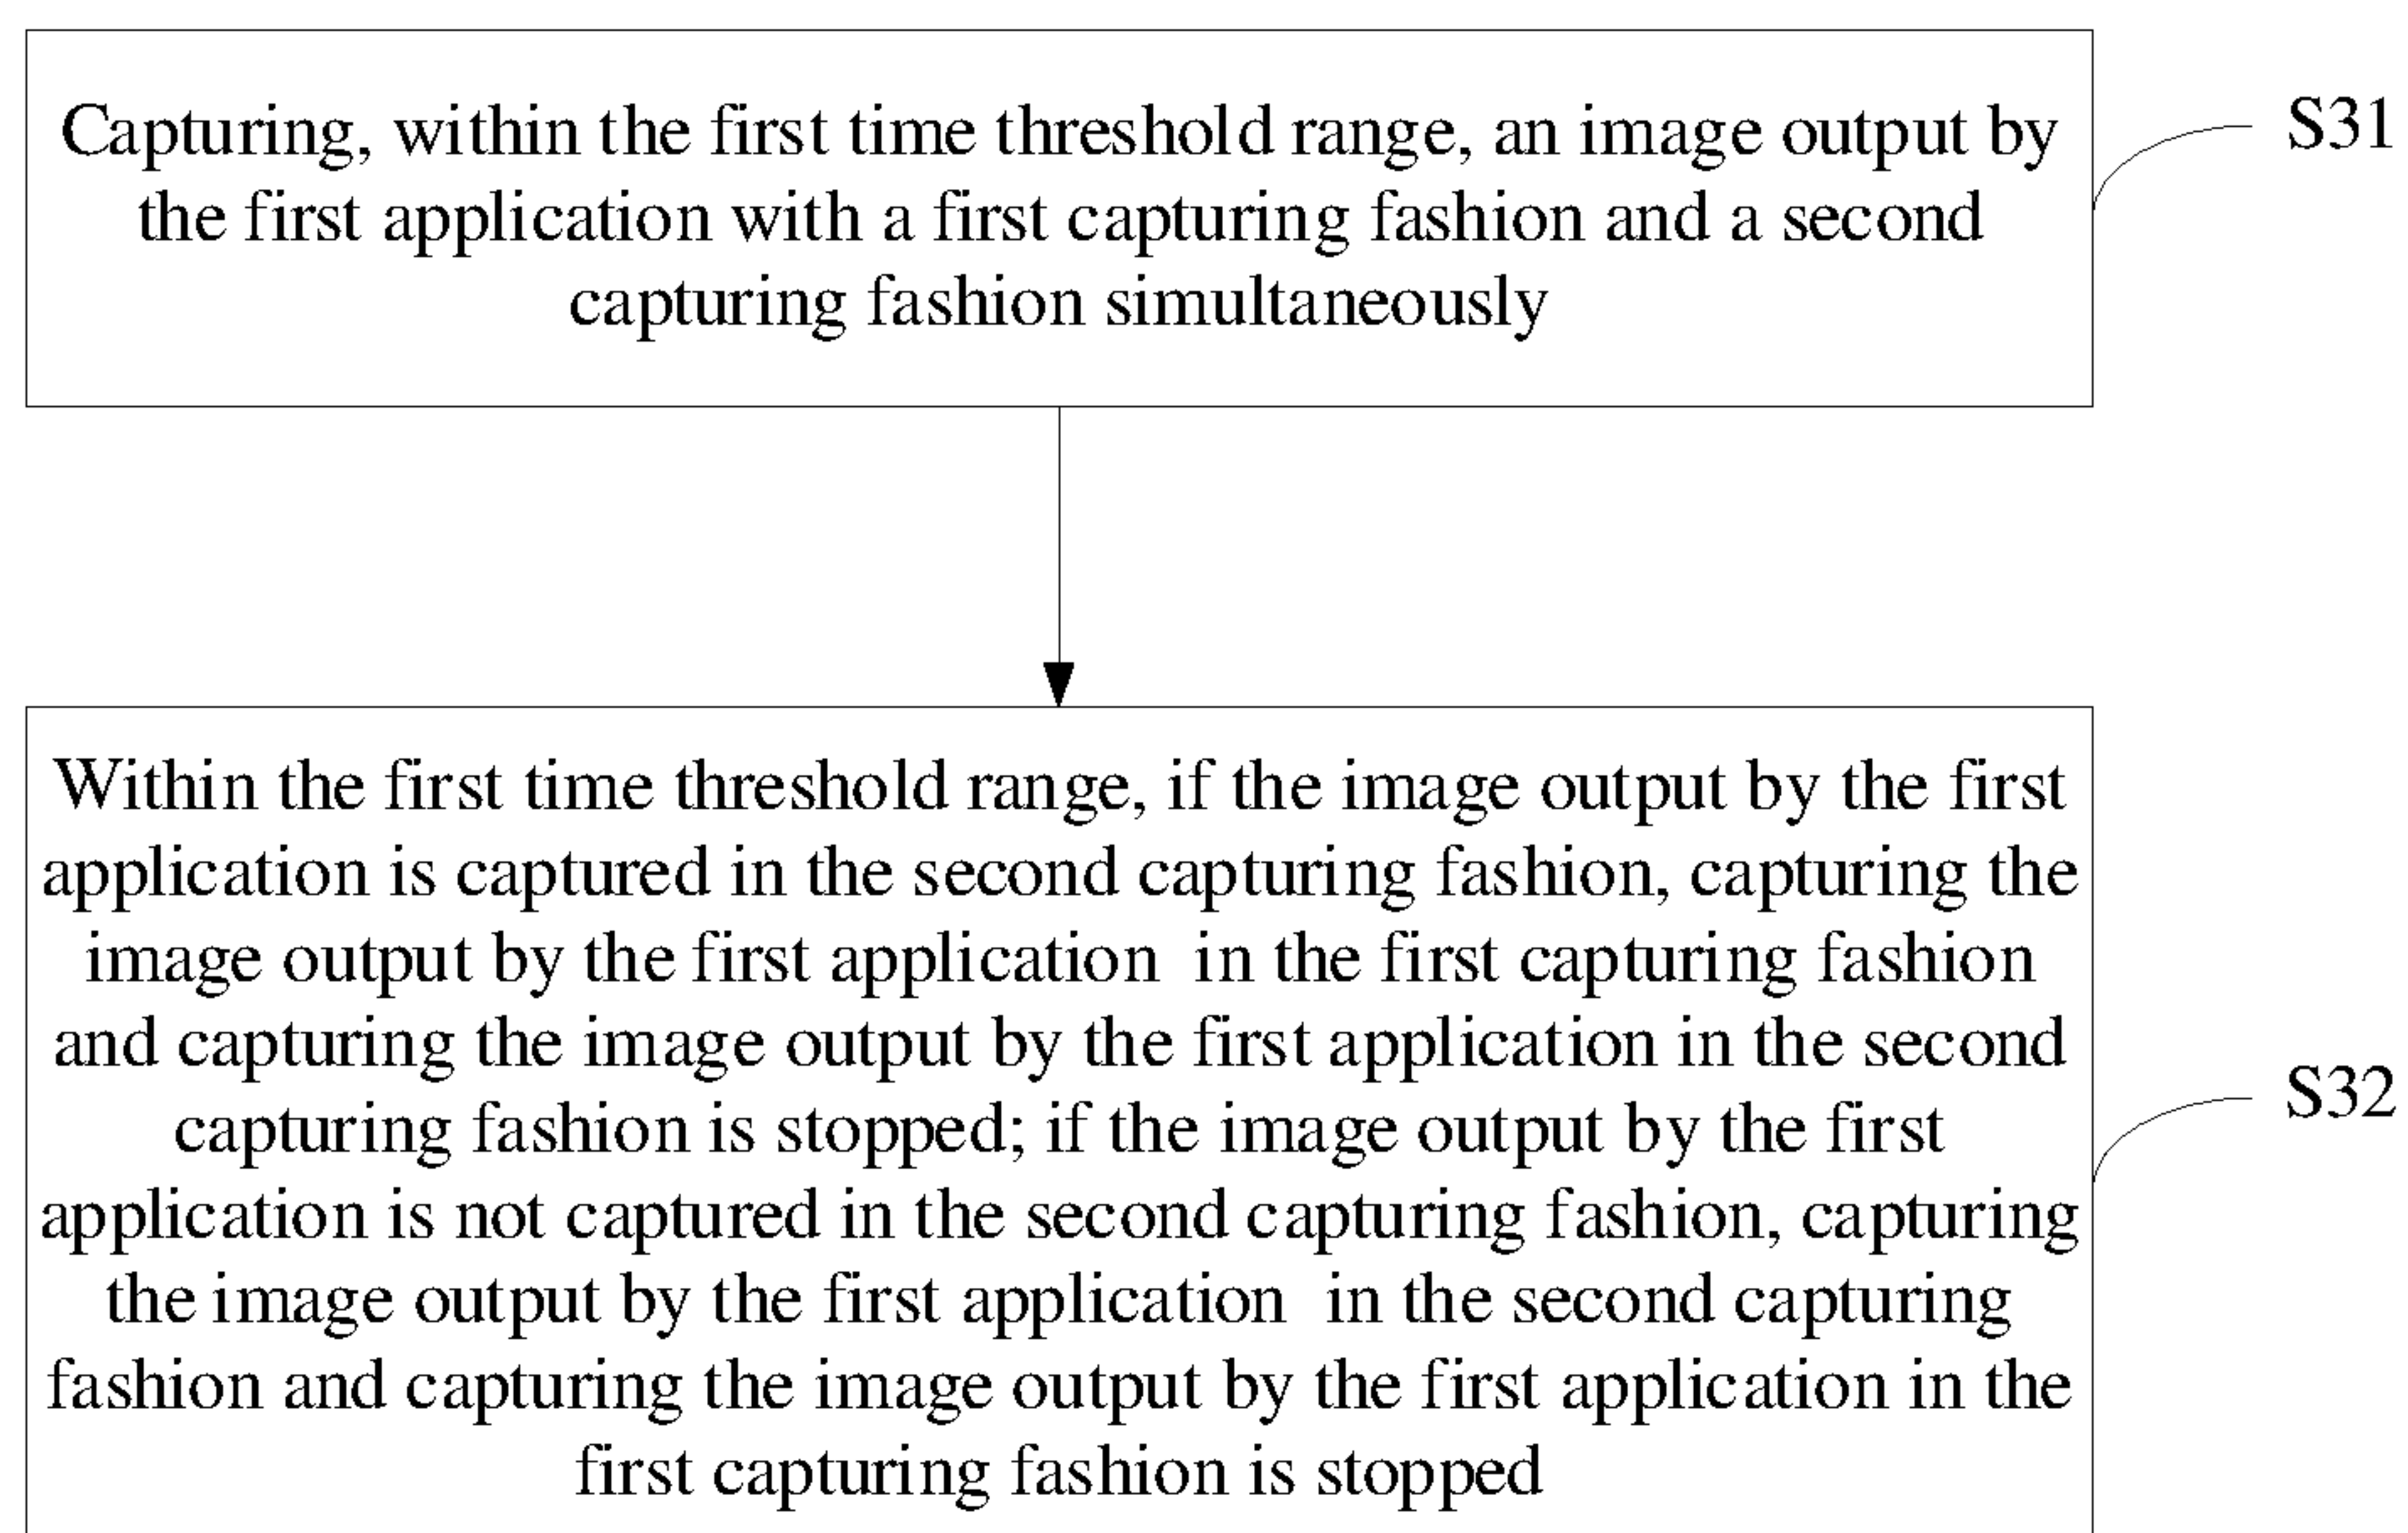 Capturing, within the first time threshold range, an image output by
the first application with a first capturing fashion and a second
capturing fashion simultaneously
S31
Within the first time threshold range, if the image output by the first
application is captured in the second capturing fashion, capturing the
image output by the first application in the first capturing fashion
and capturing the image output by the first application in the second
capturing fashion is stopped; if the image output by the first
application is not captured in the second capturing fashion, capturing
the image output by the first application in the second capturing
fashion and capturing the image output by the first application in the
first capturing fashion is stopped
S32